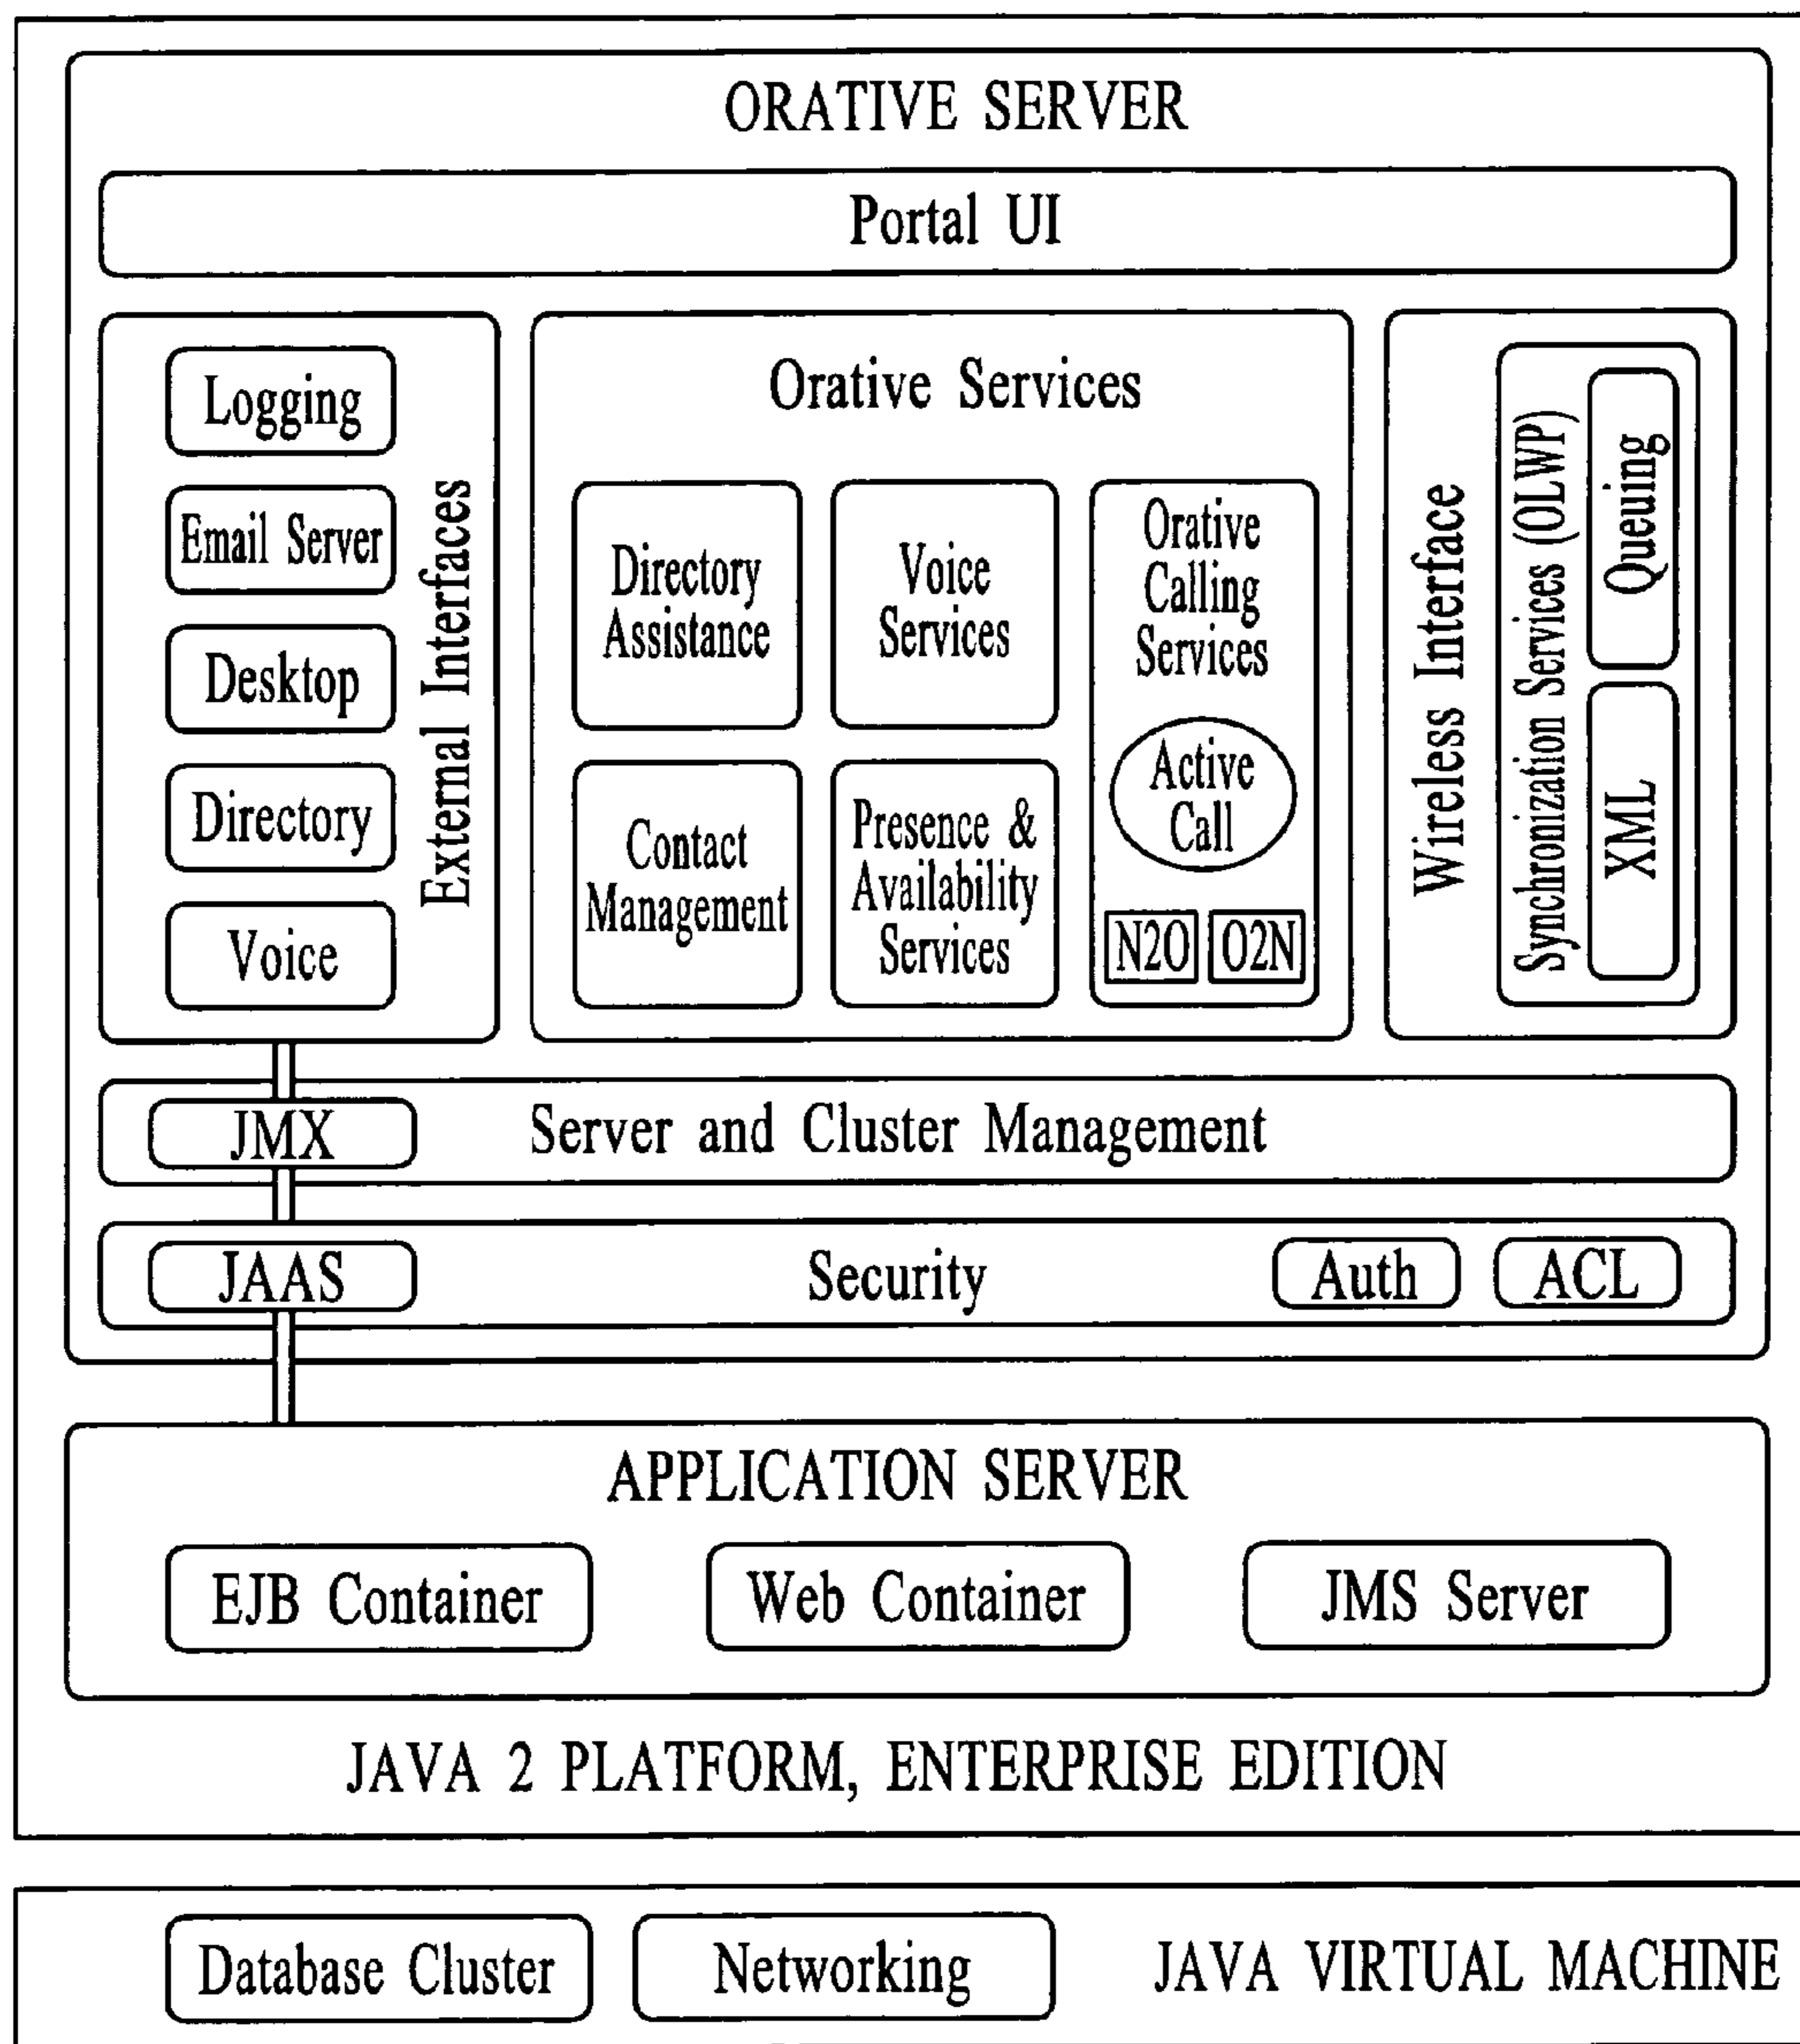 ORATIVE SERVER
Portal UI
Logging
Email Server
Desktop
Directory
Voice
External Interfaces
Orative Services
Directory
Assistance
Voice
Services
Orative
Calling
Services
Contact
Management
Presence &
Availability
Services
Active
Call
N2O
O2N
Wireless Interface
Synchronization Services (OLWP)
Queuing
XML
JMX
Server and Cluster Management
JAAS
Security
Auth
ACL
APPLICATION SERVER
EJB Container
Web Container
JMS Server
JAVA 2 PLATFORM, ENTERPRISE EDITION
Database Cluster
Networking
JAVA VIRTUAL MACHINE